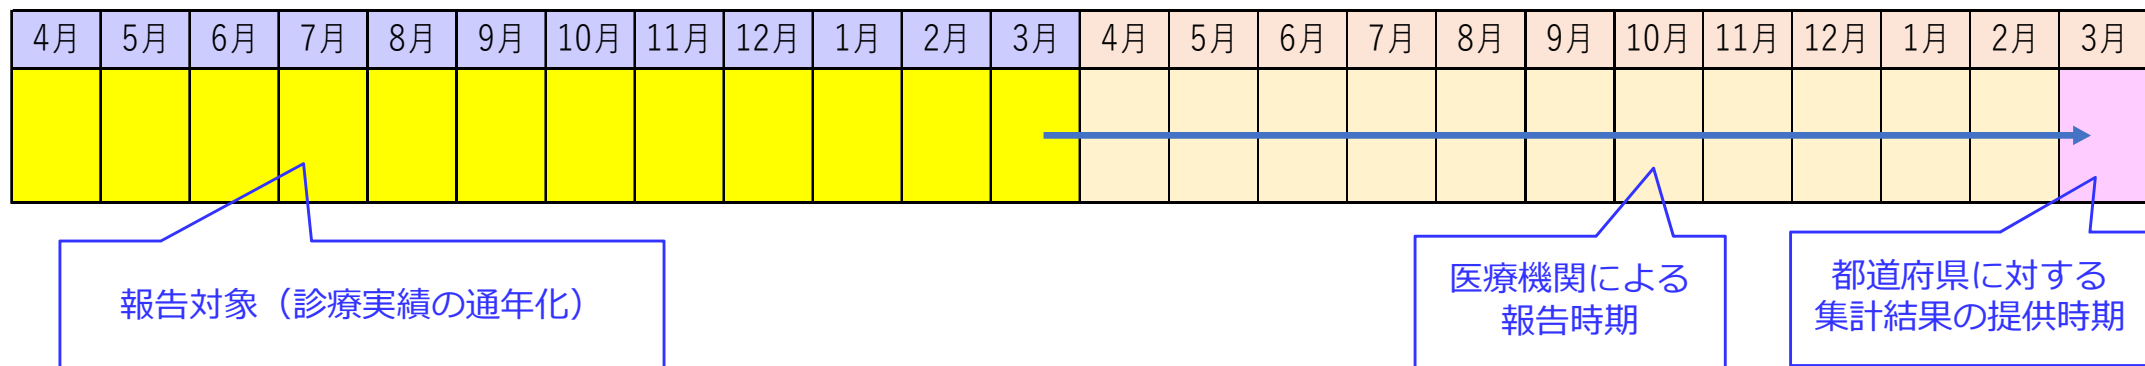 4月 5月 6月 7月 8月 9月 10月 11月 12月 1月 2月 3月 4月 5月 6月 7月 8月 9月 10月 11月 12月 1月 2月 3月
報告対象（診療実績の通年化）
医療機関による
報告時期
都道府県に対する
集計結果の提供時期